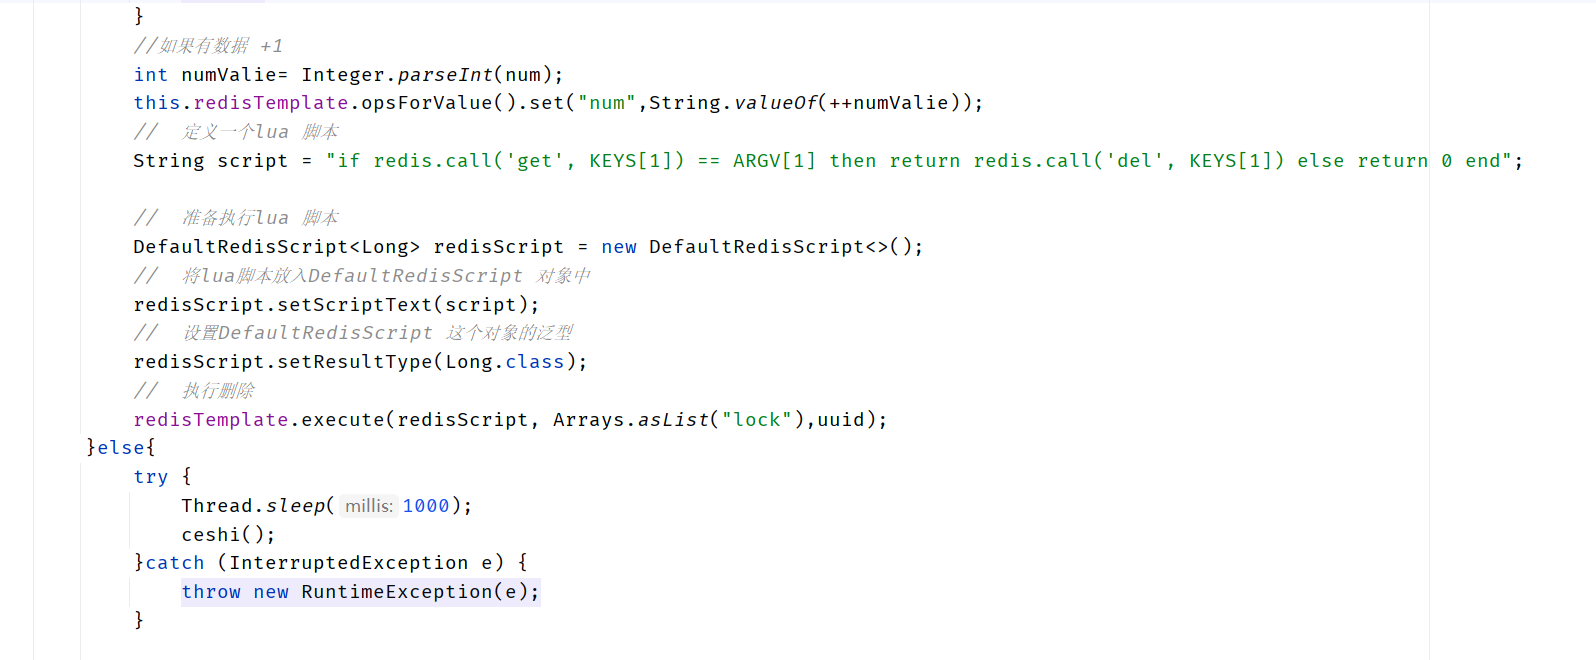 }
//如果有数据 +1
int numValie= Integer.parseInt(num);
this.redisTemplate.opsForValue().set("num",String.valueOf(++numValie));
// 定义一个lua 脚本
String script = "if redis.call('get', KEYS[1]) == ARGV[1] then return redis.call('del', KEYS[1]) else return 0 end";
// 准备执行lua 脚本
DefaultRedisScript<Long> redisScript = new DefaultRedisScript<>();
// 将lua脚本放入DefaultRedisScript 对象中
redisScript.setScriptText(script);
// 设置DefaultRedisScript 这个对象的泛型
redisScript.setResultType(Long.class);
// 执行删除
redisTemplate.execute(redisScript, Arrays.asList("lock"),uuid);
}else{
try {
Thread.sleep( millis: 1000);
ceshi();
}catch (InterruptedException e) {
throw new RuntimeException(e);
}